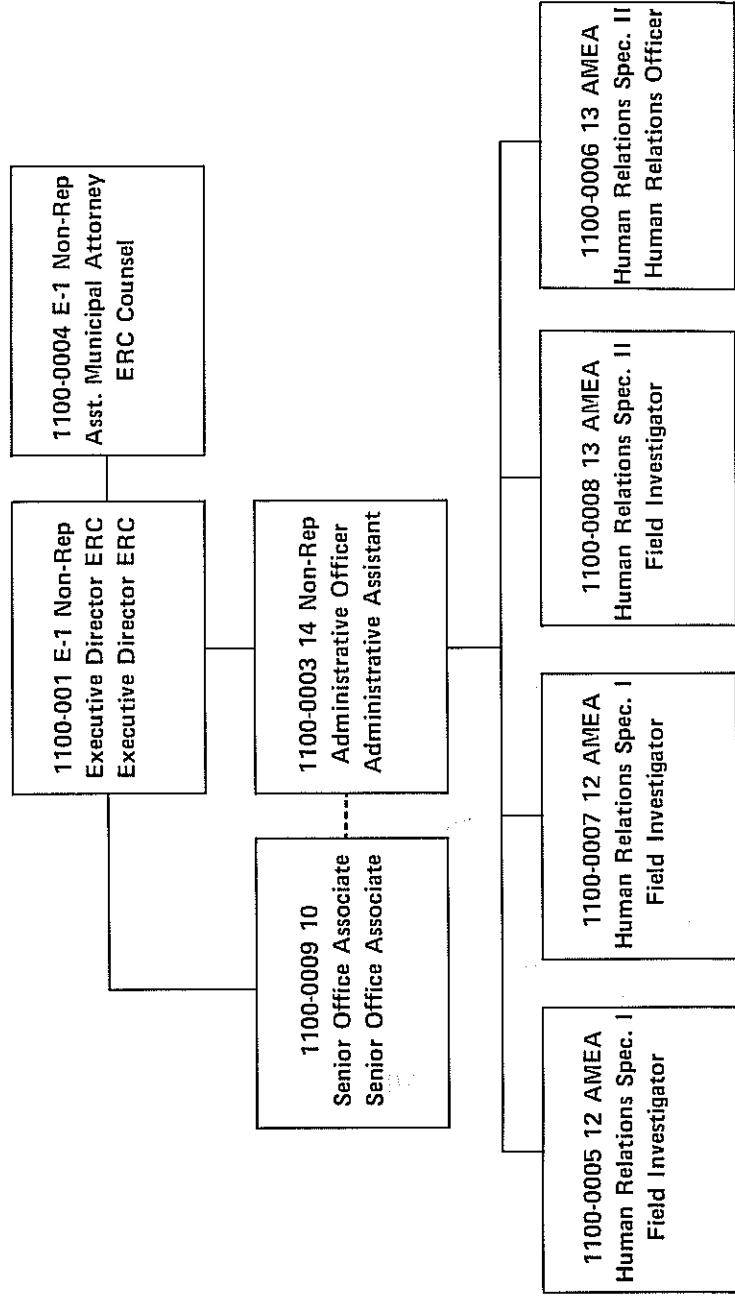 1100-001 E-1 Non-Rep
Executive Director ERC
Executive Director ERC
1100-0004 E-1 Non-Rep
Asst. Municipal Attorney
ERC Counsel
1100-0009 10
Senior Office Associate
Senior Office Associate
1100-0003 14 Non-Rep
Administrative Officer
Administrative Assistant
1100-0005 12 AMEA
Human Relations Spec. I
Field Investigator
1100-0007 12 AMEA
Human Relations Spec. I
Field Investigator
1100-0008 13 AMEA
Human Relations Spec. II
Field Investigator
1100-0006 13 AMEA
Human Relations Spec. II
Human Relations Officer